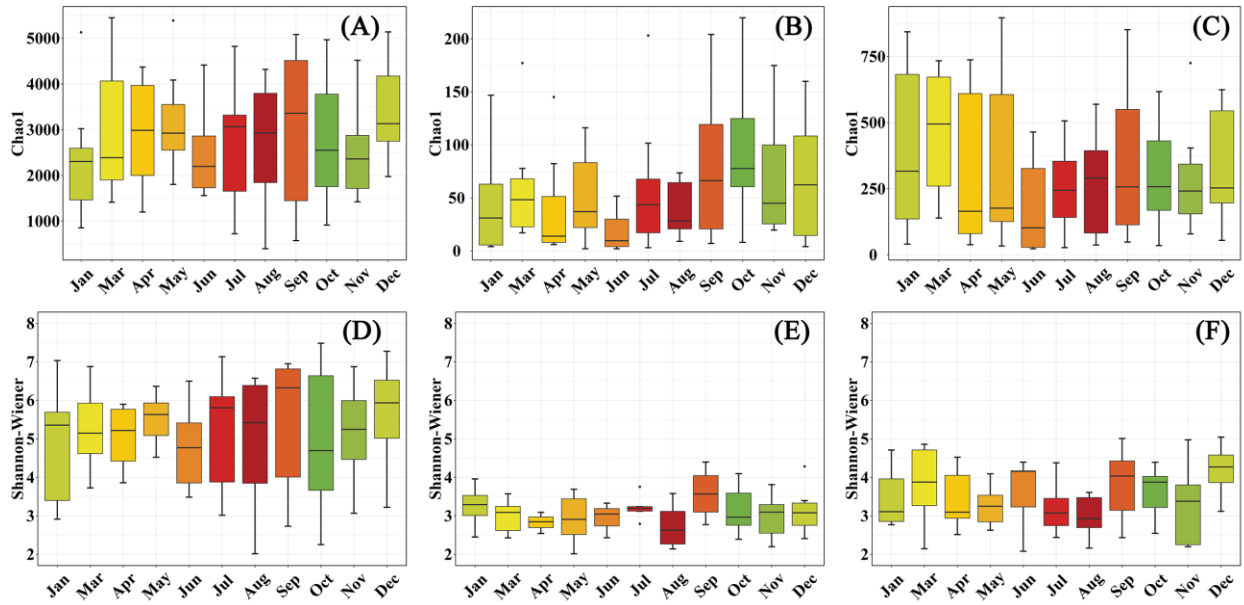 (A)
Chao1
5000
4000
3000
2000
1000
Jan Mar Apr May Jun Jul Aug Sep Oct Nov Dec
(B)
Chao1
200
150
100
50
0
Jan Mar Apr May Jun Jul Aug Sep Oct Nov Dec
(C)
Chao1
750
500
250
0
Jan Mar Apr May Jun Jul Aug Sep Oct Nov Dec
(D)
Shannon-Wiener
8
7
6
5
4
3
2
Jan Mar Apr May Jun Jul Aug Sep Oct Nov Dec
(E)
Shannon-Wiener
8
7
6
5
4
3
2
Jan Mar Apr May Jun Jul Aug Sep Oct Nov Dec
(F)
Shannon-Wiener
8
7
6
5
4
3
2
Jan Mar Apr May Jun Jul Aug Sep Oct Nov Dec